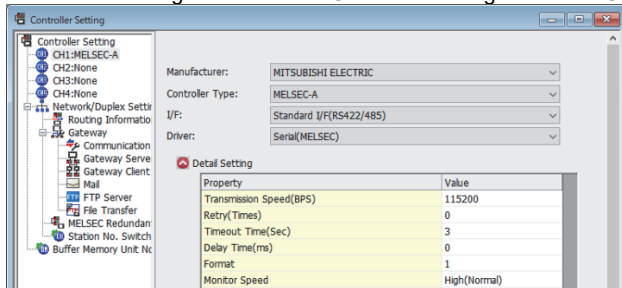 Controller Setting
Controller Setting
CH1:MELSEC-A
CH2:None
CH3:None
CH4:None
Network/Duplex Settin
Routing Informatio
Gateway
Communication
Gateway Serve
Gateway Client
Mail
FTP Server
File Transfer
MELSEC Redundan
Station No. Switch
Buffer Memory Unit No
Manufacturer: MITSUBISHI ELECTRIC
Controller Type: MELSEC-A
I/F: Standard I/F(RS422/485)
Driver: Serial(MELSEC)
Detail Setting
Property Value
Transmission Speed(BPS) 115200
Retry(Times) 0
Timeout Time(Sec) 3
Delay Time(ms) 0
Format 1
Monitor Speed High(Normal)